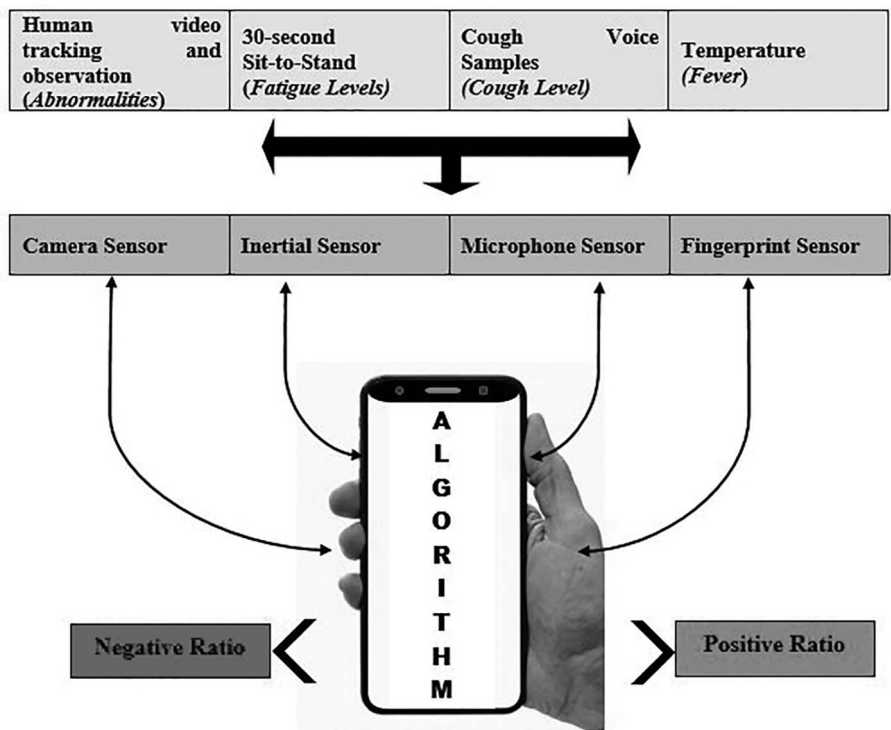 Human video
tracking and
observation
(Abnormalities)
30-second
Sit-to-Stand
(Fatigue Levels)
Cough Voice
Samples
(Cough Level)
Temperature
(Fever)
Camera Sensor
Inertial Sensor
Microphone Sensor
Fingerprint Sensor
A
L
G
O
R
I
T
H
M
Negative Ratio
Positive Ratio